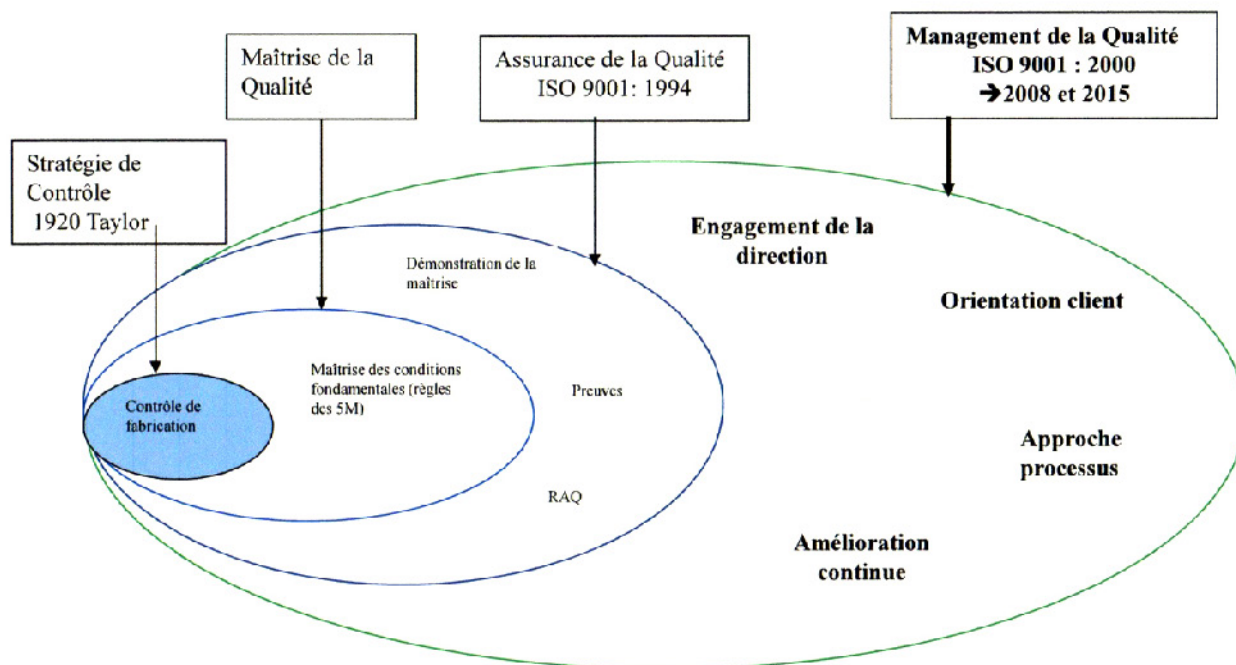 Management de la Qualité
ISO 9001 : 2000
➔2008 et 2015
Maîtrise de la
Qualité
Assurance de la Qualité
ISO 9001: 1994
Stratégie de
Contrôle
1920 Taylor
Engagement de la
direction
Démonstration de la
maîtrise
Orientation client
Maîtrise des conditions
fondamentales (règles
des 5M)
Preuves
Contrôle de
fabrication
Approche
processus
RAQ
Amélioration
continue